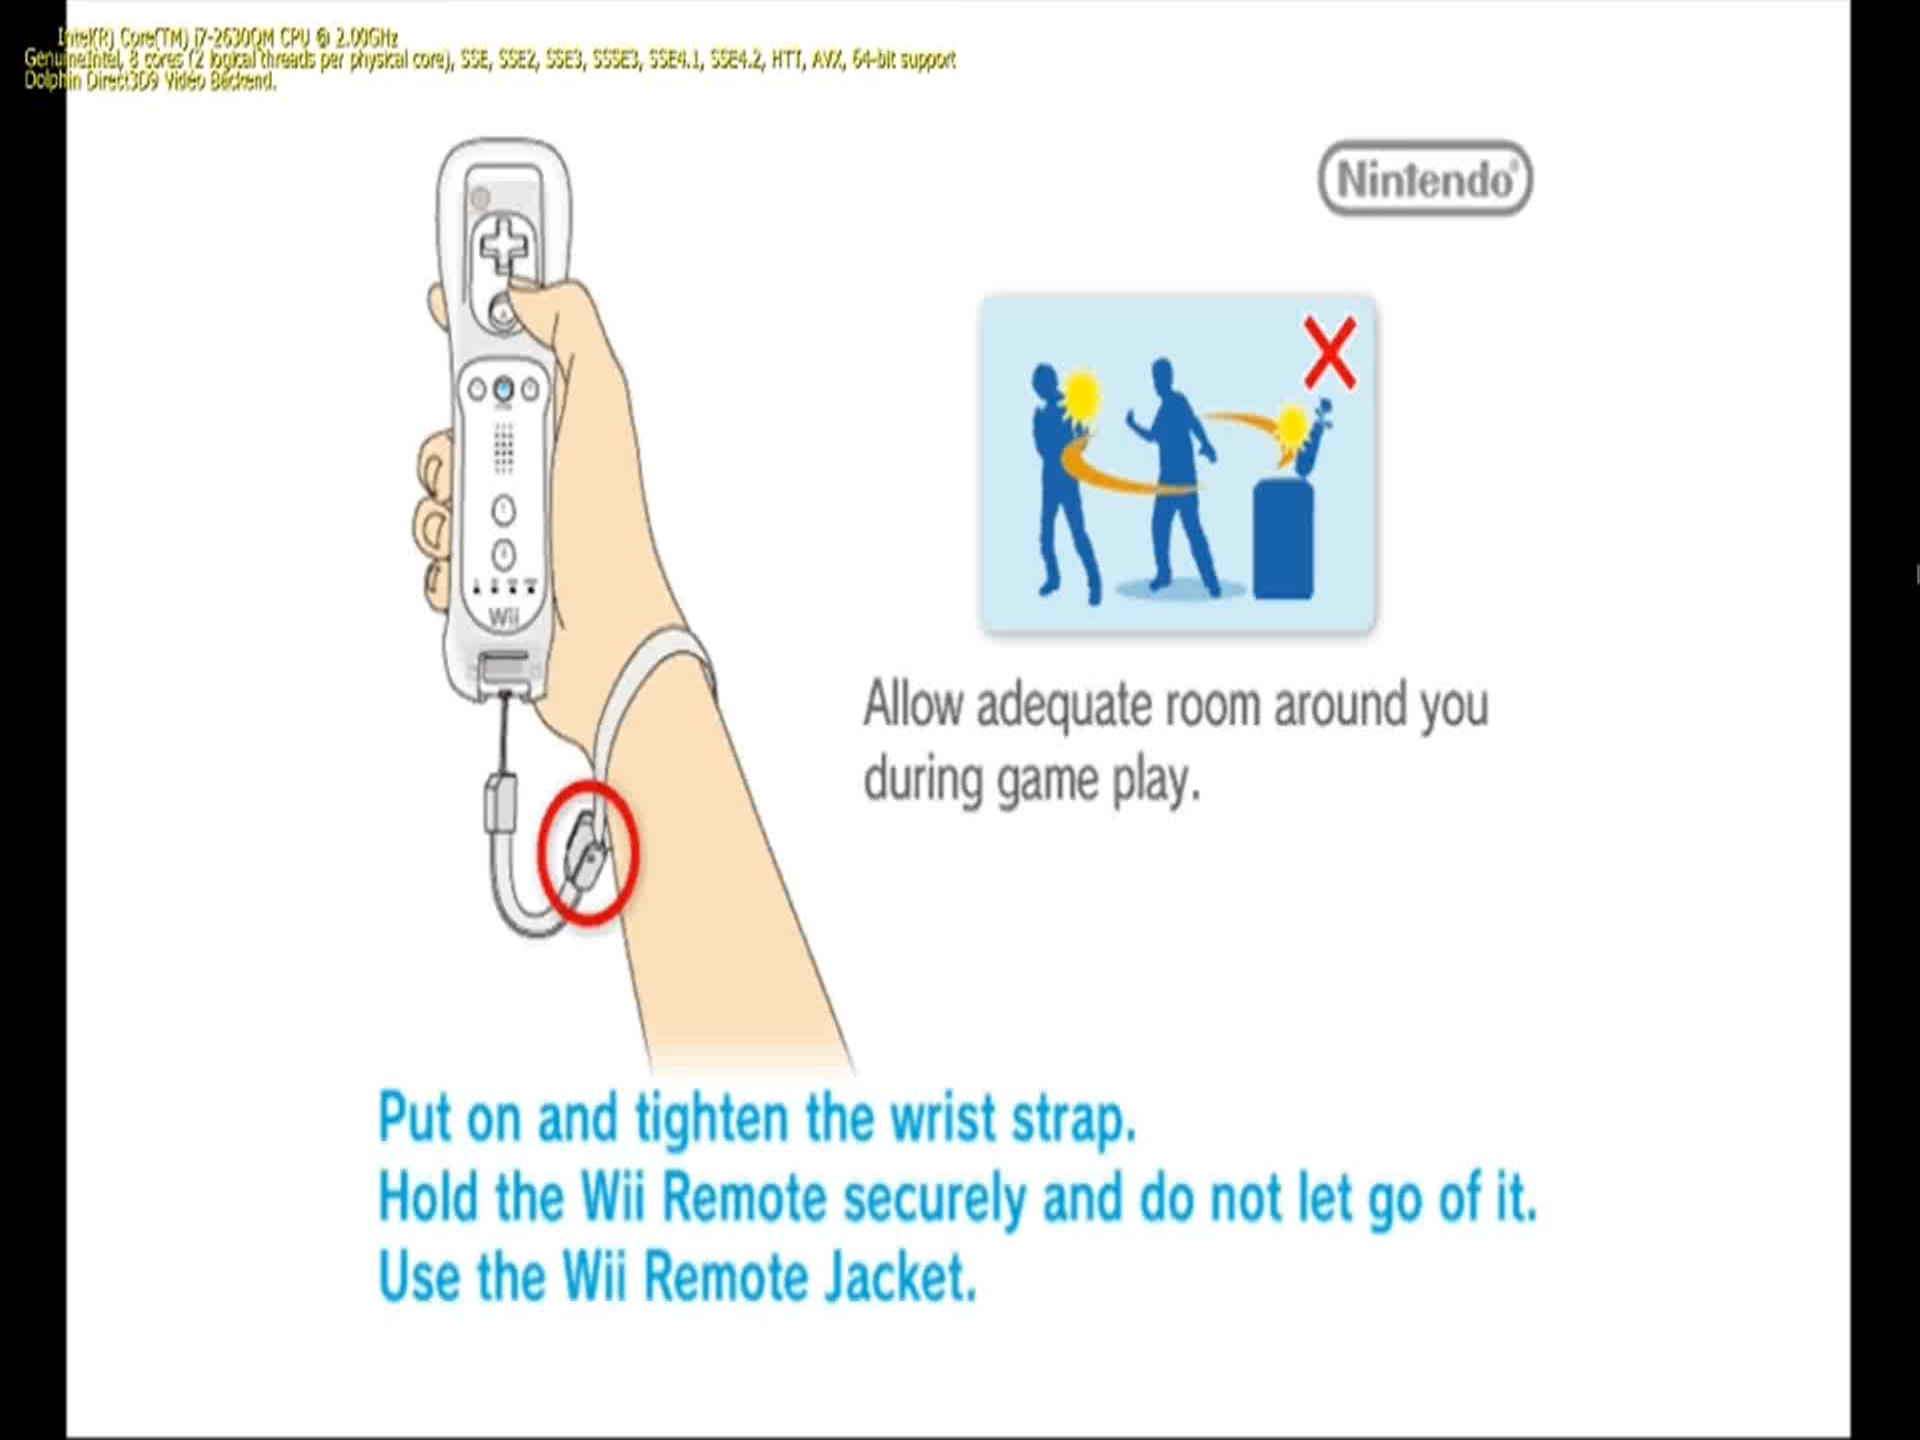 Intel(R) Core(TM) i7-2630QM CPU @ 2.00GHz
GenuineIntel, 8 cores (2 logical threads per physical core), SSE, SSE2, SSE3, SSSE3, SSE4.1, SSE4.2, HTT, AVX, 64-bit support
Dolphin Direct3D9 Video Backend.
Nintendo®
Wii
Allow adequate room around you
during game play.
Put on and tighten the wrist strap.
Hold the Wii Remote securely and do not let go of it.
Use the Wii Remote Jacket.